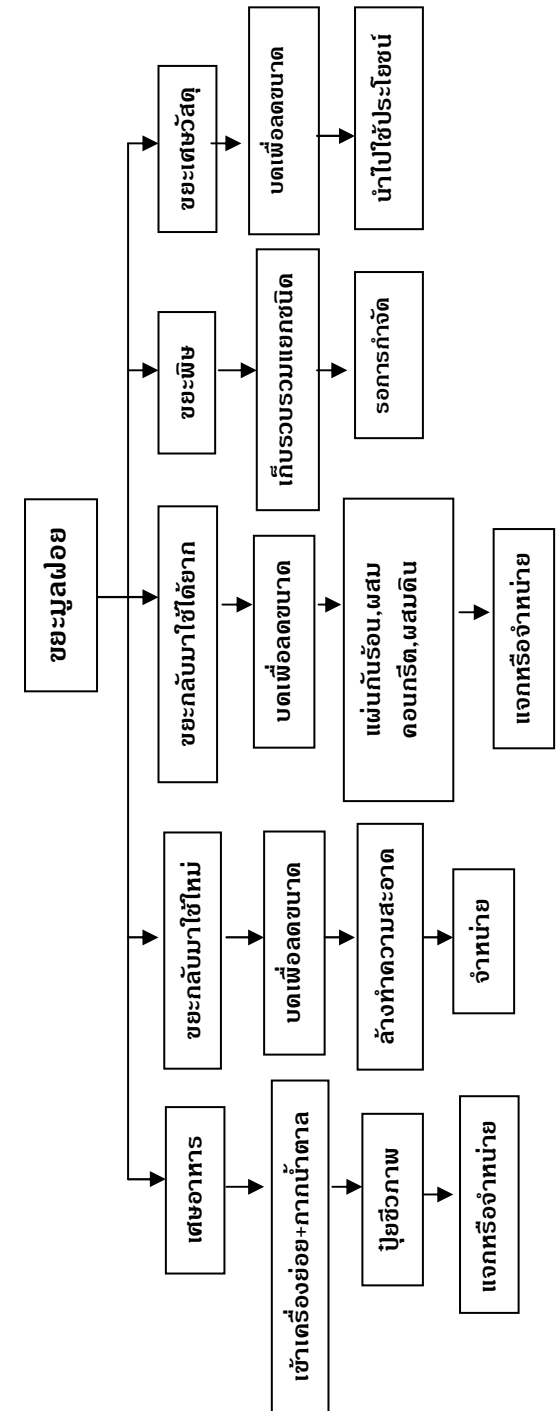 ขยะมูลฝอย
เศษอาหาร
ขยะกลับมาใช้ใหม่
ขยะกลับมาใช้ได้ยาก
ขยะพิษ
ขยะเศษวัสดุ
เข้าเครื่องย่อย+กากน้ำตาล
บดเพื่อลดขนาด
บดเพื่อลดขนาด
เก็บรวบรวมแยกชนิด
บดเพื่อลดขนาด
ปุ๋ยชีวภาพ
ล้างทำความสะอาด
แผ่นกันร้อน,ผสม
คอนกรีต,ผสมดิน
รอการกำจัด
นำไปใช้ประโยชน์
แจกหรือจำหน่าย
จำหน่าย
แจกหรือจำหน่าย